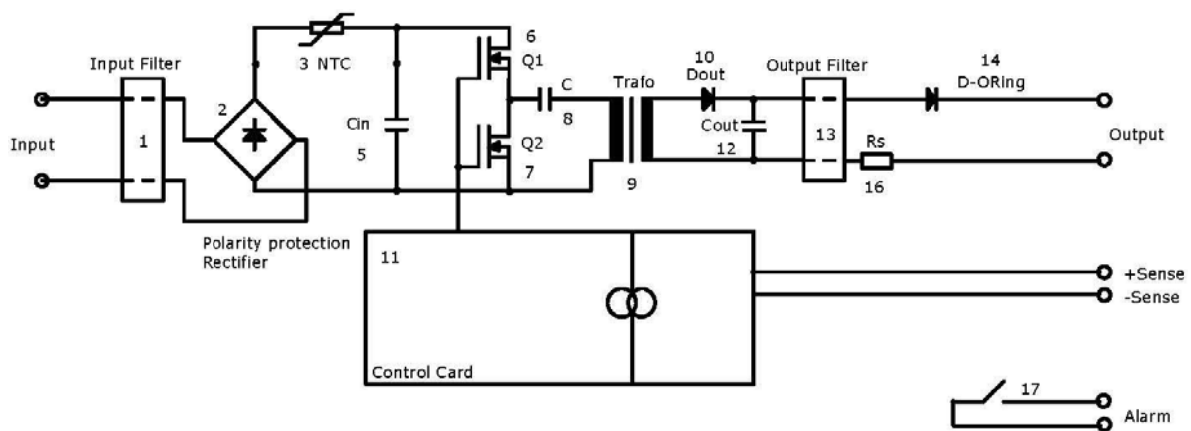 Input Filter
Input
1
2
3 NTC
Cin
5
6
Q1
Q2
7
C
8
Trafo
9
10
Dout
Cout
12
Output Filter
13
14
D-ORing
Rs
16
Output
Polarity protection
Rectifier
11
Control Card
+Sense
-Sense
17
Alarm